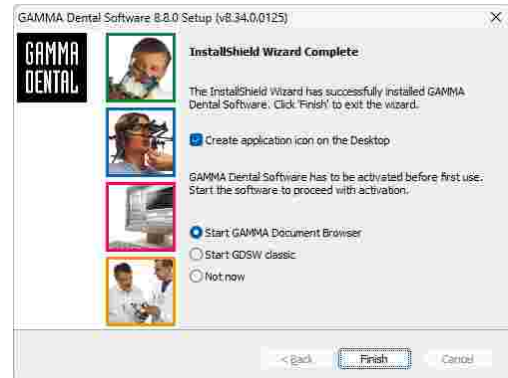 GAMMA Dental Software 8.8.0 Setup (v8.34.0.0125)
GAMMA
DENTAL
InstallShield Wizard Complete
The InstallShield Wizard has successfully installed GAMMA
Dental Software. Click 'Finish' to exit the wizard.
Create application icon on the Desktop
GAMMA Dental Software has to be activated before first use.
Start the software to proceed with activation.
Start GAMMA Document Browser
Start GDSW classic
Not now
< Back
Finish
Cancel